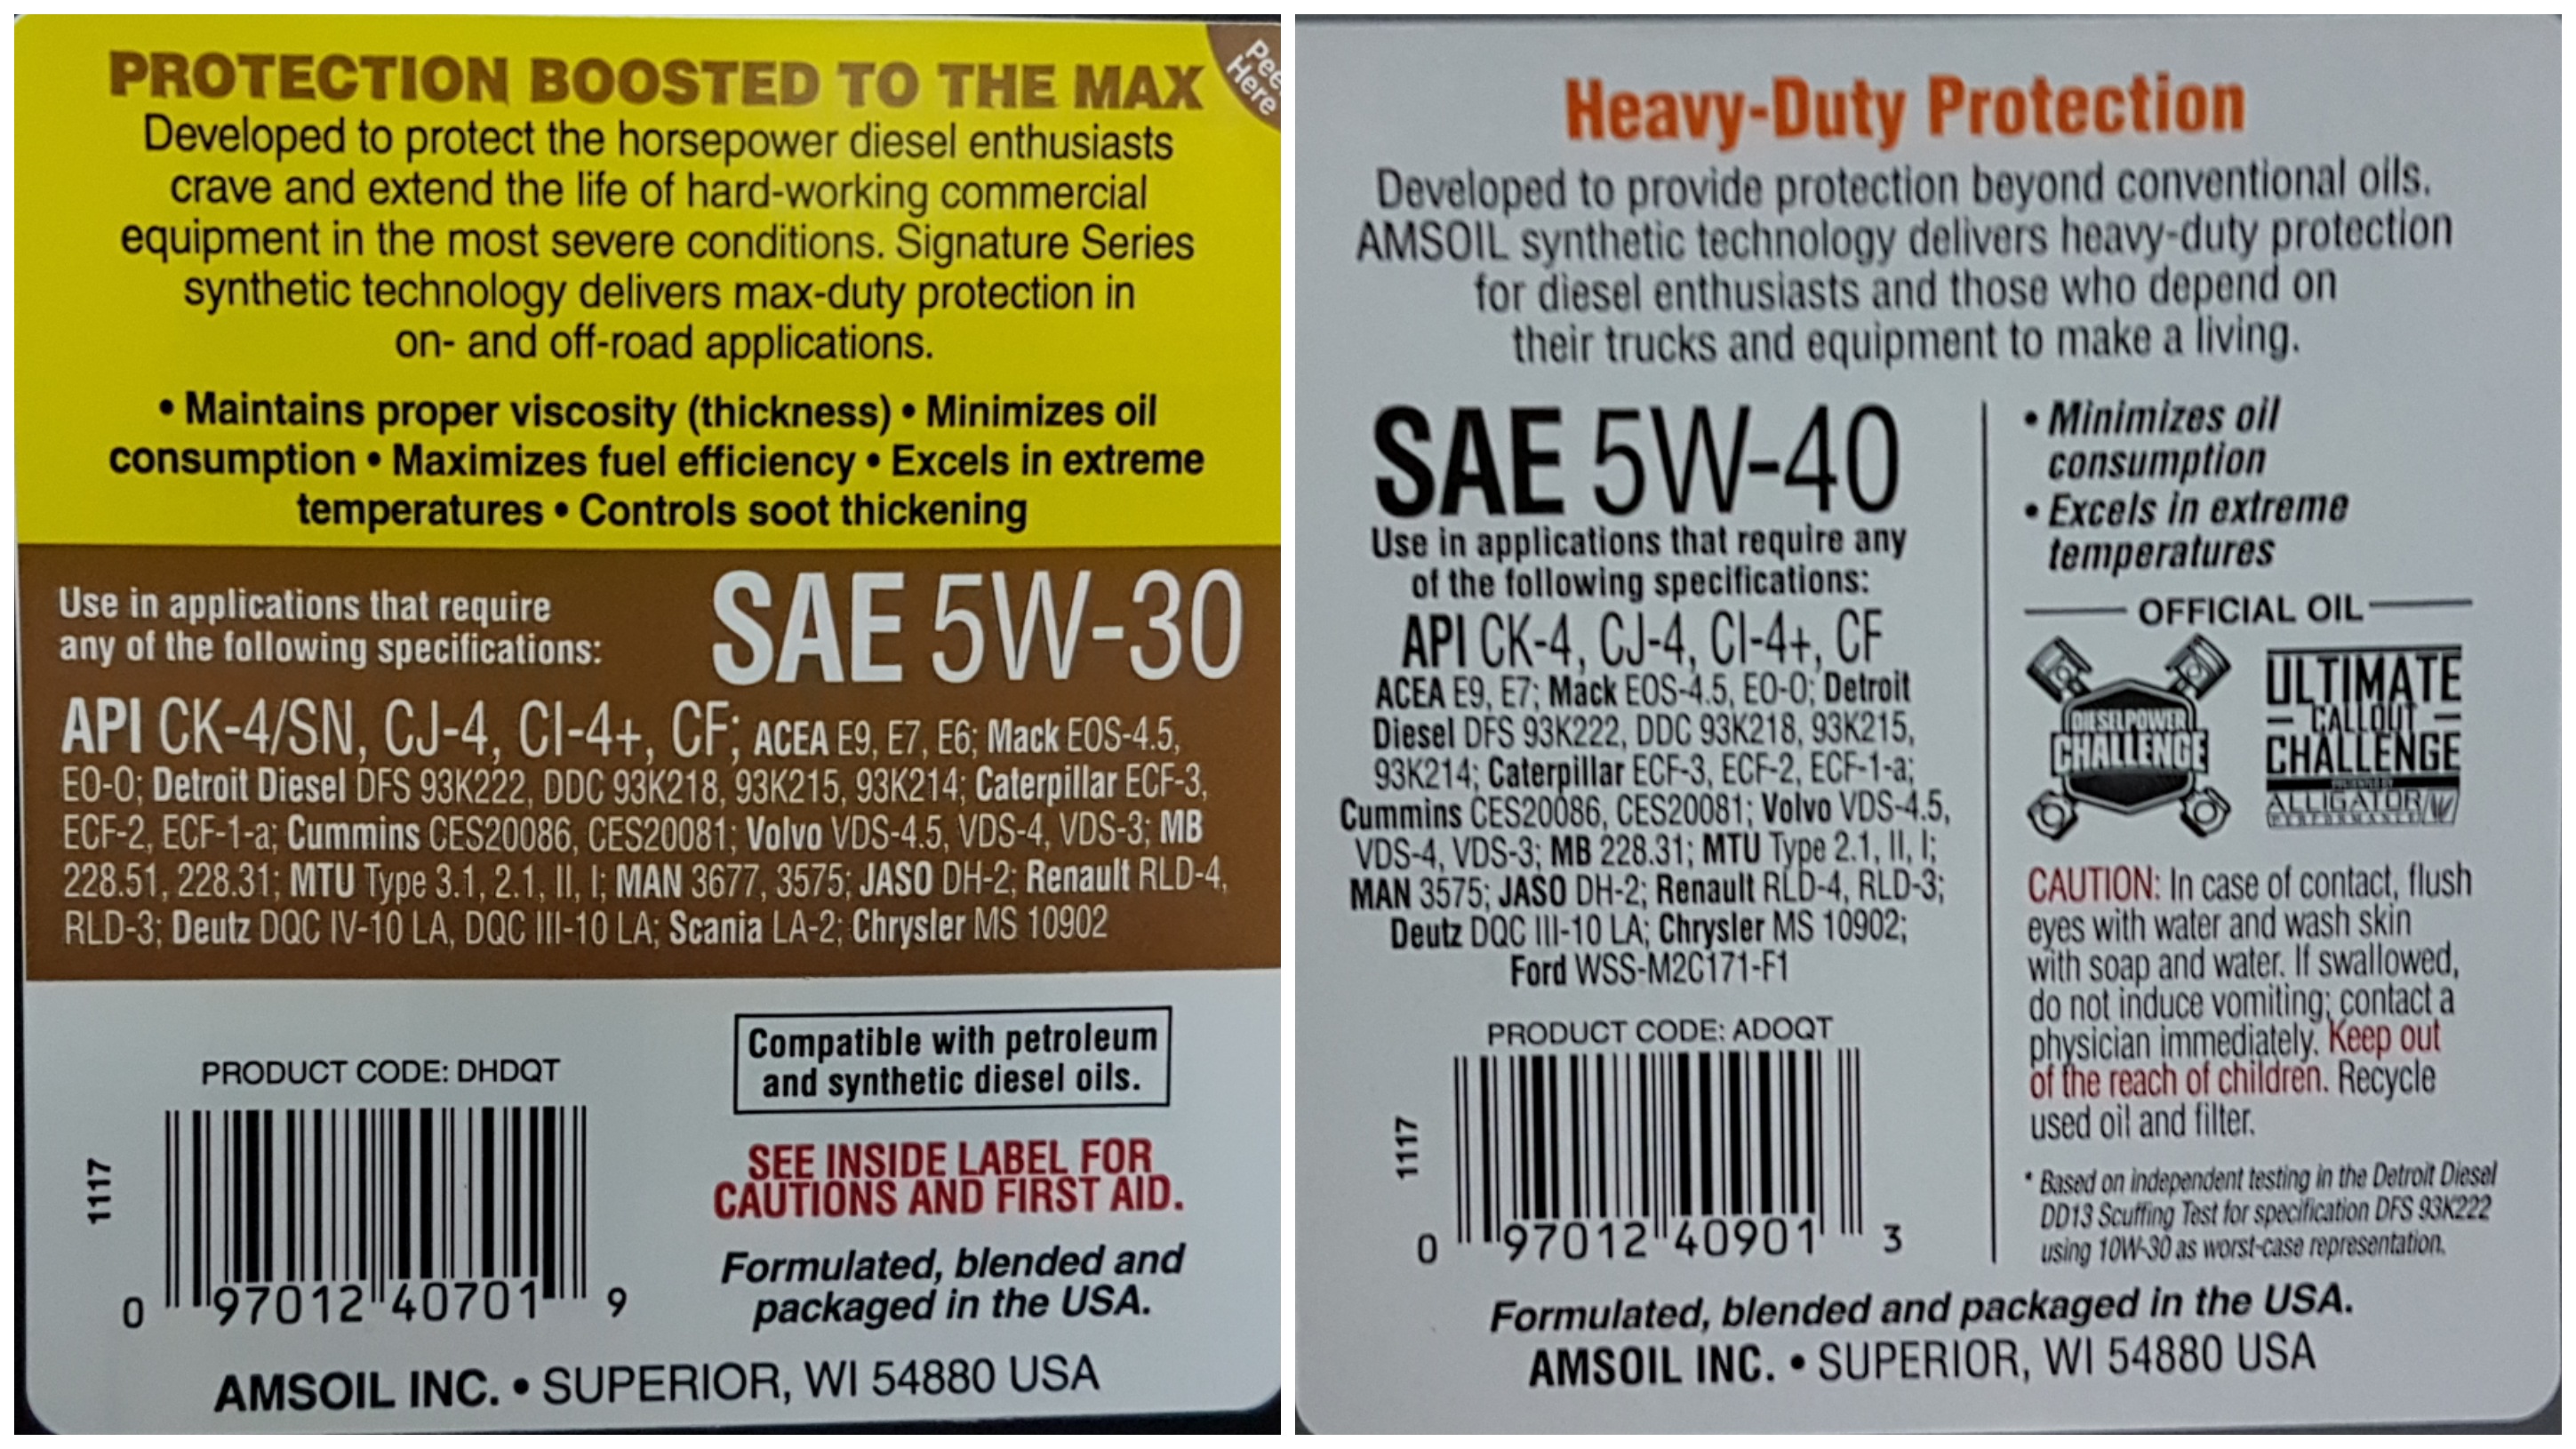 PROTECTION BOOSTED TO THE MAX
Peel
Here
Developed to protect the horsepower diesel enthusiasts
crave and extend the life of hard-working commercial
equipment in the most severe conditions. Signature Series
synthetic technology delivers max-duty protection in
on- and off-road applications.
• Maintains proper viscosity (thickness) • Minimizes oil
consumption • Maximizes fuel efficiency • Excels in extreme
temperatures • Controls soot thickening
Use in applications that require
any of the following specifications:
SAE 5W-30
API CK-4/SN, CJ-4, CI-4+, CF; ACEA E9, E7, E6; Mack EOS-4.5,
EO-O; Detroit Diesel DFS 93K222, DDC 93K218, 93K215, 93K214; Caterpillar ECF-3,
ECF-2, ECF-1-a; Cummins CES20086, CES20081; Volvo VDS-4.5, VDS-4, VDS-3; MB
228.51, 228.31; MTU Type 3.1, 2.1, II, I; MAN 3677, 3575; JASO DH-2; Renault RLD-4,
RLD-3; Deutz DQC IV-10 LA, DQC III-10 LA; Scania LA-2; Chrysler MS 10902
PRODUCT CODE: DHDQT
1117
0 97012 40701 9
Compatible with petroleum
and synthetic diesel oils.
SEE INSIDE LABEL FOR
CAUTIONS AND FIRST AID.
Formulated, blended and
packaged in the USA.
AMSOIL INC. • SUPERIOR, WI 54880 USA
Heavy-Duty Protection
Developed to provide protection beyond conventional oils.
AMSOIL synthetic technology delivers heavy-duty protection
for diesel enthusiasts and those who depend on
their trucks and equipment to make a living.
SAE 5W-40
Use in applications that require any
of the following specifications:
API CK-4, CJ-4, CI-4+, CF
ACEA E9, E7; Mack EOS-4.5, EO-O; Detroit
Diesel DFS 93K222, DDC 93K218, 93K215,
93K214; Caterpillar ECF-3, ECF-2, ECF-1-a;
Cummins CES20086, CES20081; Volvo VDS-4.5,
VDS-4, VDS-3; MB 228.31; MTU Type 2.1, II, I;
MAN 3575; JASO DH-2; Renault RLD-4, RLD-3;
Deutz DQC III-10 LA; Chrysler MS 10902;
Ford WSS-M2C171-F1
PRODUCT CODE: ADOQT
1117
0 97012 40901 3
• Minimizes oil
consumption
• Excels in extreme
temperatures
OFFICIAL OIL
DIESELPOWER
CHALLENGE
ULTIMATE
CALLOUT
CHALLENGE
PRESENTED BY
ALLIGATOR
PERFORMANCE
CAUTION: In case of contact, flush
eyes with water and wash skin
with soap and water. If swallowed,
do not induce vomiting; contact a
physician immediately. Keep out
of the reach of children. Recycle
used oil and filter.
* Based on independent testing in the Detroit Diesel
DD13 Scuffing Test for specification DFS 93K222
using 10W-30 as worst-case representation.
Formulated, blended and packaged in the USA.
AMSOIL INC. • SUPERIOR, WI 54880 USA